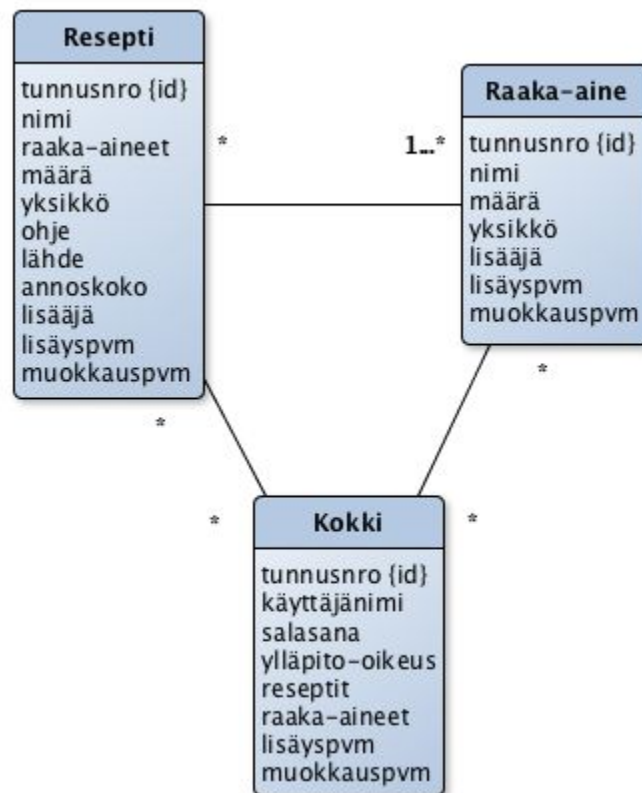 Resepti
tunnusnro {id}
nimi
raaka-aineet
määrä
yksikkö
ohje
lähde
annoskoko
lisääjä
lisäyspvm
muokkauspvm
*
1...*
Raaka-aine
tunnusnro {id}
nimi
määrä
yksikkö
lisääjä
lisäyspvm
muokkauspvm
*
*
*
*
Kokki
tunnusnro {id}
käyttäjänimi
salasana
ylläpito-oikeus
reseptit
raaka-aineet
lisäyspvm
muokkauspvm